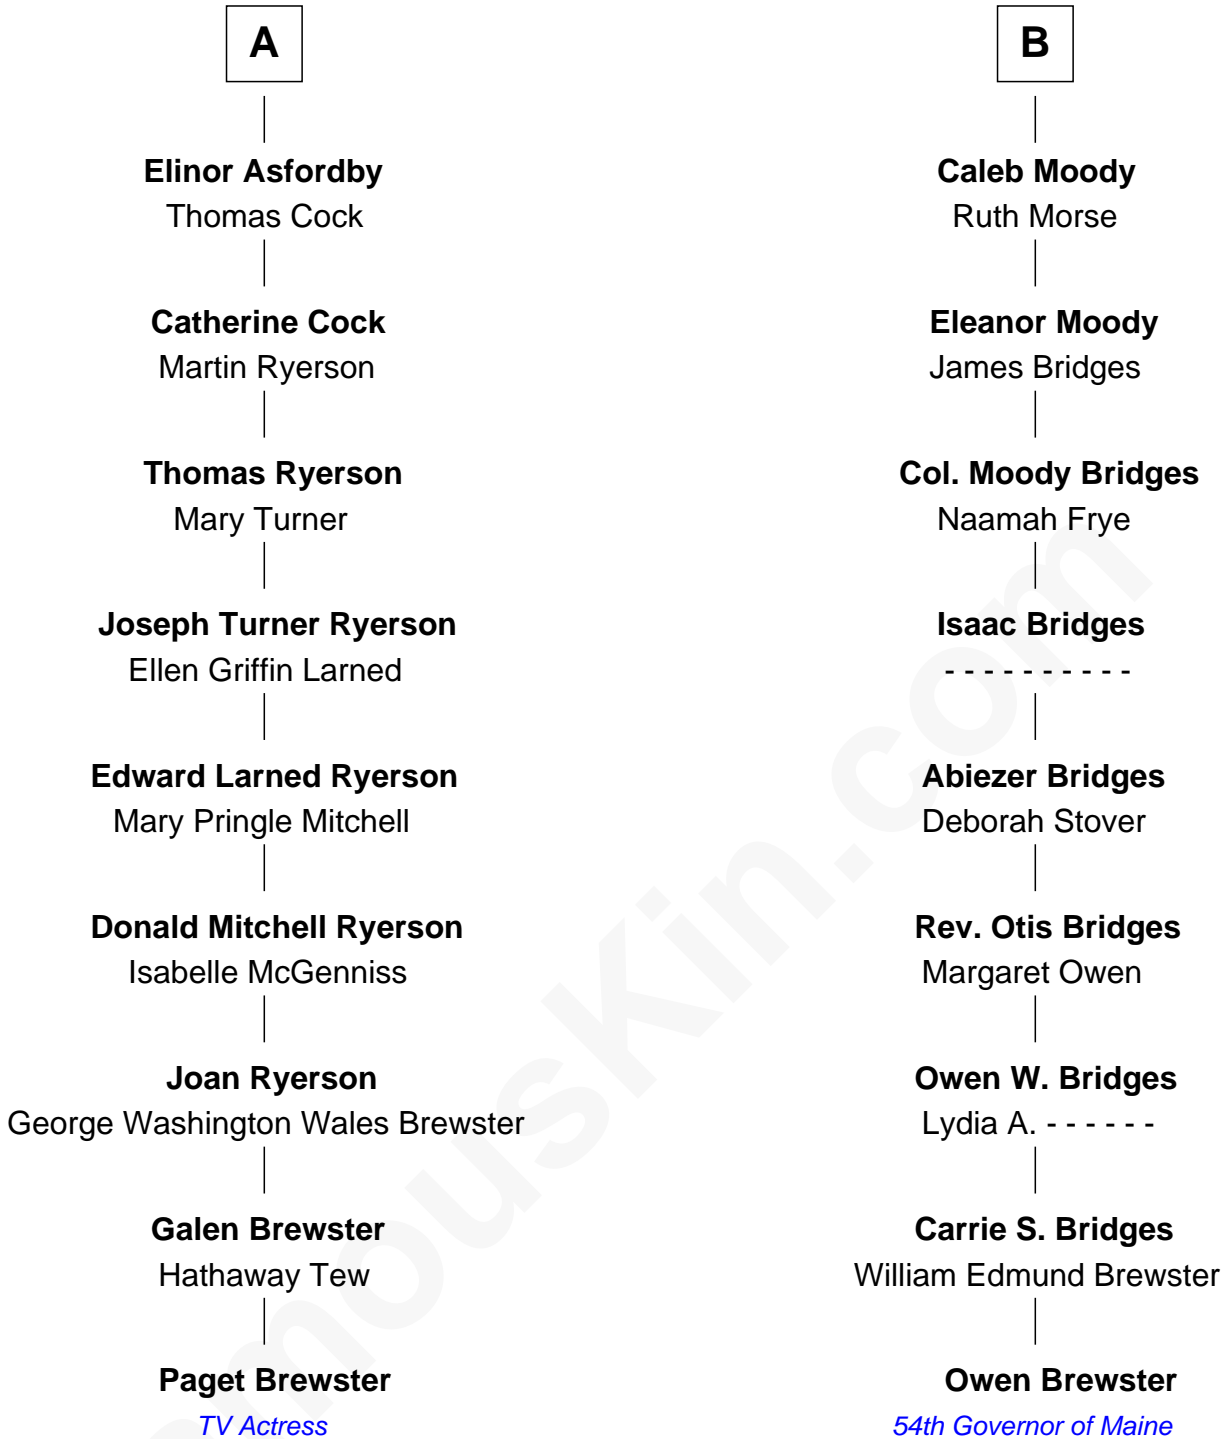 A
Elinor Asfordby
Thomas Cock
Catherine Cock
Martin Ryerson
Thomas Ryerson
Mary Turner
Joseph Turner Ryerson
Ellen Griffin Larned
Edward Larned Ryerson
Mary Pringle Mitchell
Donald Mitchell Ryerson
Isabelle McGenniss
Joan Ryerson
George Washington Wales Brewster
Galen Brewster
Hathaway Tew
Paget Brewster
TV Actress
B
Caleb Moody
Ruth Morse
Eleanor Moody
James Bridges
Col. Moody Bridges
Naamah Frye
Isaac Bridges
- - - - - - - - - -
Abiezer Bridges
Deborah Stover
Rev. Otis Bridges
Margaret Owen
Owen W. Bridges
Lydia A. - - - - - -
Carrie S. Bridges
William Edmund Brewster
Owen Brewster
54th Governor of Maine
mousKin.com